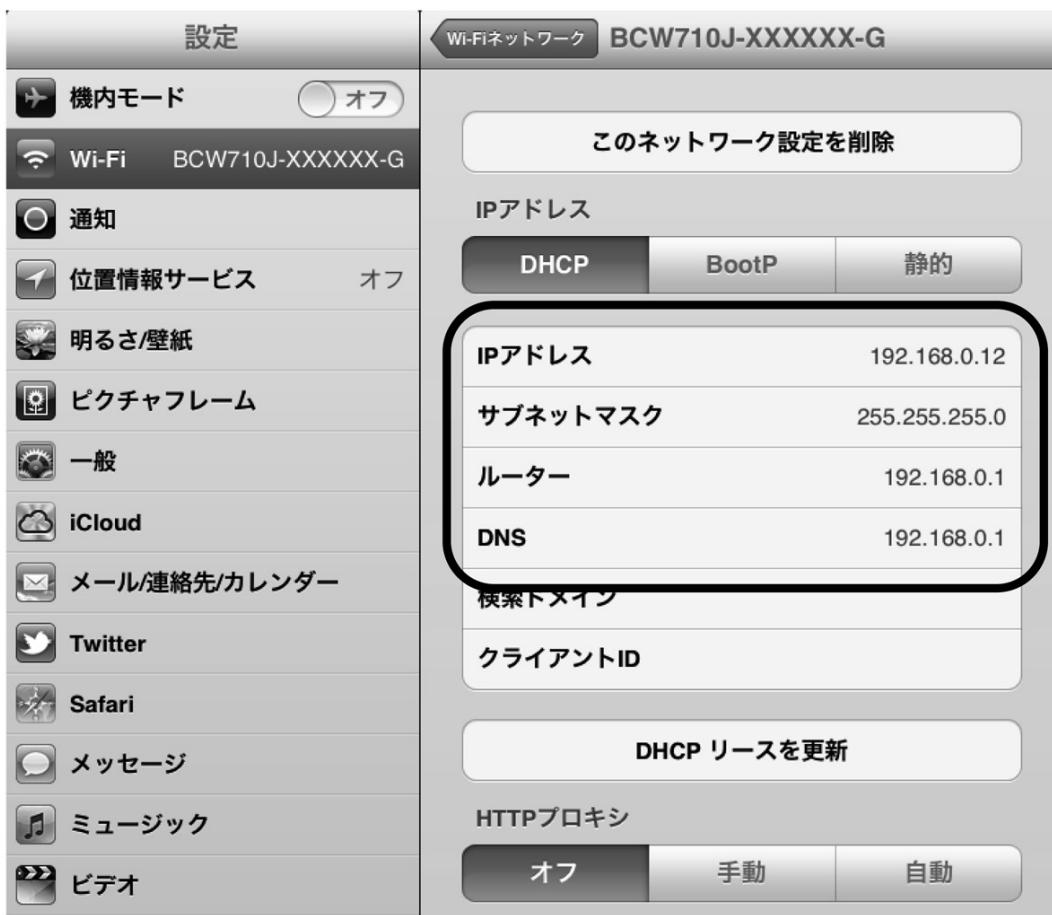 設定
機内モード オフ
Wi-Fi BCW710J-XXXXXX-G
通知
位置情報サービス オフ
明るさ/壁紙
ピクチャフレーム
一般
iCloud
メール/連絡先/カレンダー
Twitter
Safari
メッセージ
ミュージック
ビデオ
Wi-Fiネットワーク BCW710J-XXXXXX-G
このネットワーク設定を削除
IPアドレス
DHCP BootP 静的
IPアドレス 192.168.0.12
サブネットマスク 255.255.255.0
ルーター 192.168.0.1
DNS 192.168.0.1
検索ドメイン
クライアントID
DHCP リースを更新
HTTPプロキシ
オフ 手動 自動